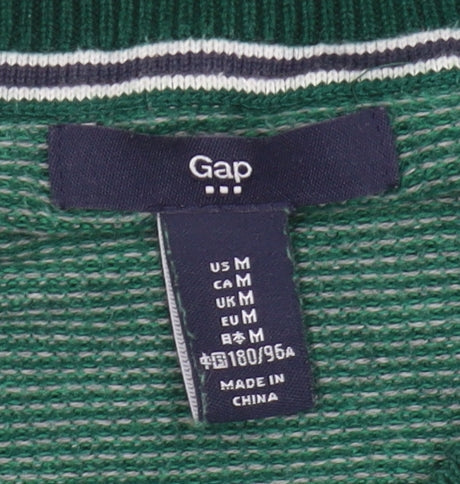 Gap
US M
CA M
UK M
EU M
日本 M
中国 180/96A
MADE IN
CHINA